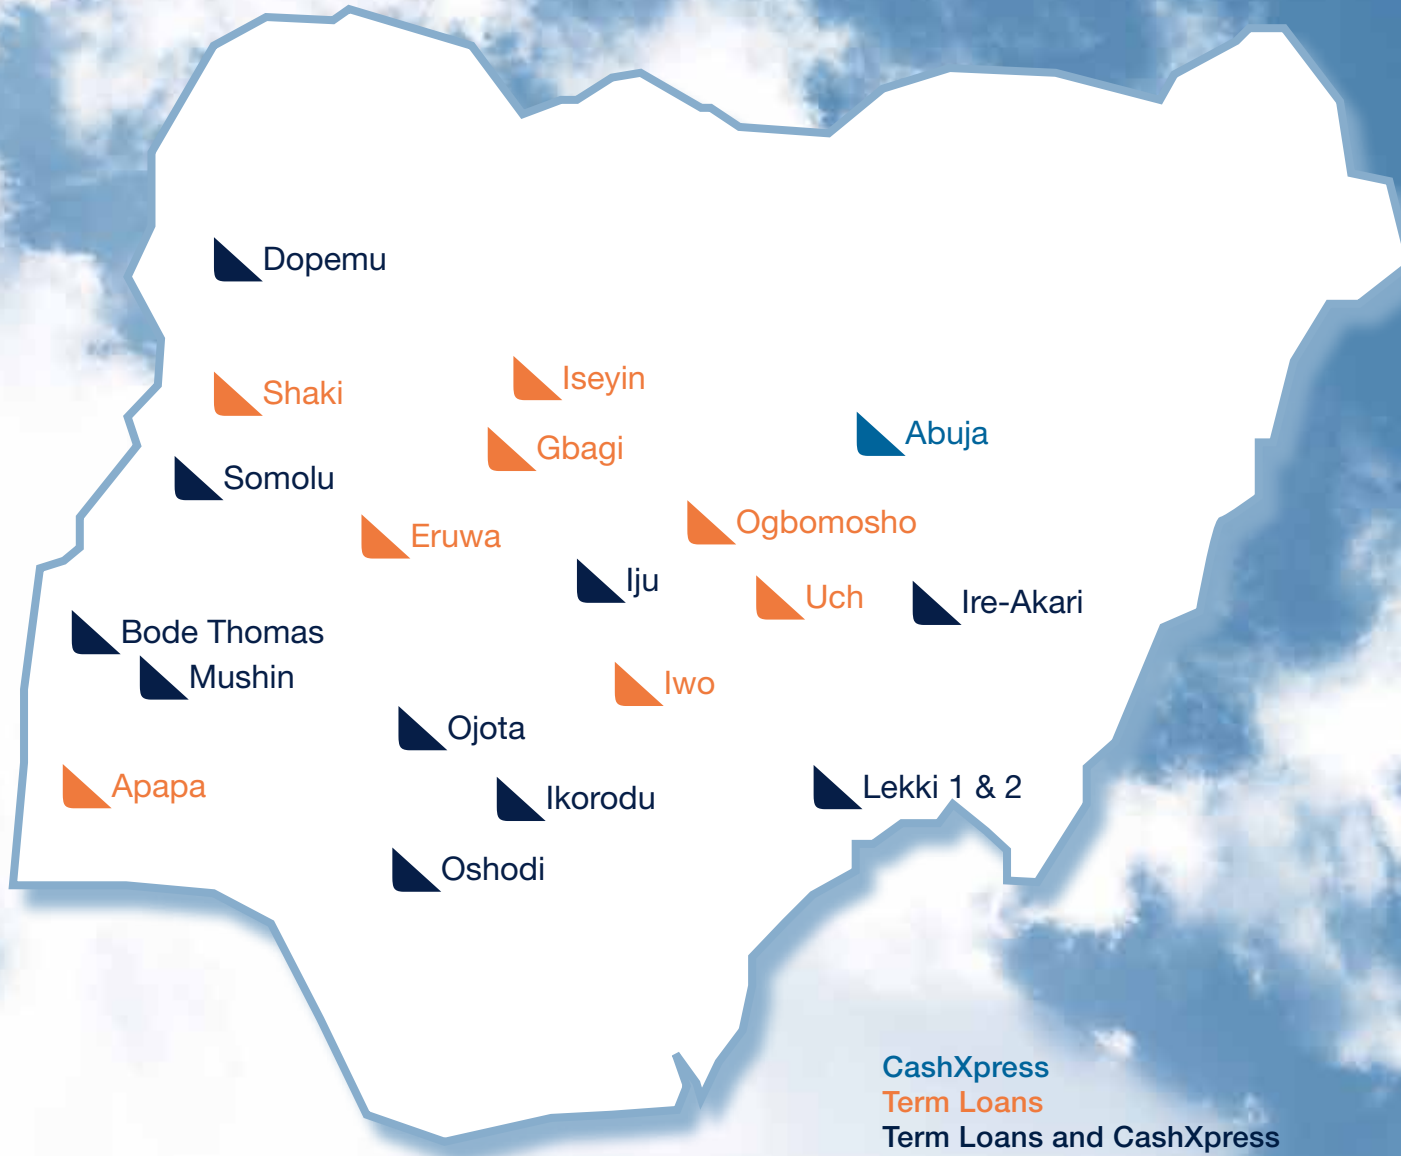 Dopemu
Iseyin
Shaki
Abuja
Gbagi
Somolu
Ogbomosho
Eruwa
Iju
Uch
Ire-Akari
Bode Thomas
Mushin
Iwo
Ojota
Apapa
Lekki 1 & 2
Ikorodu
Oshodi
CashXpress
Term Loans
Term Loans and CashXpress